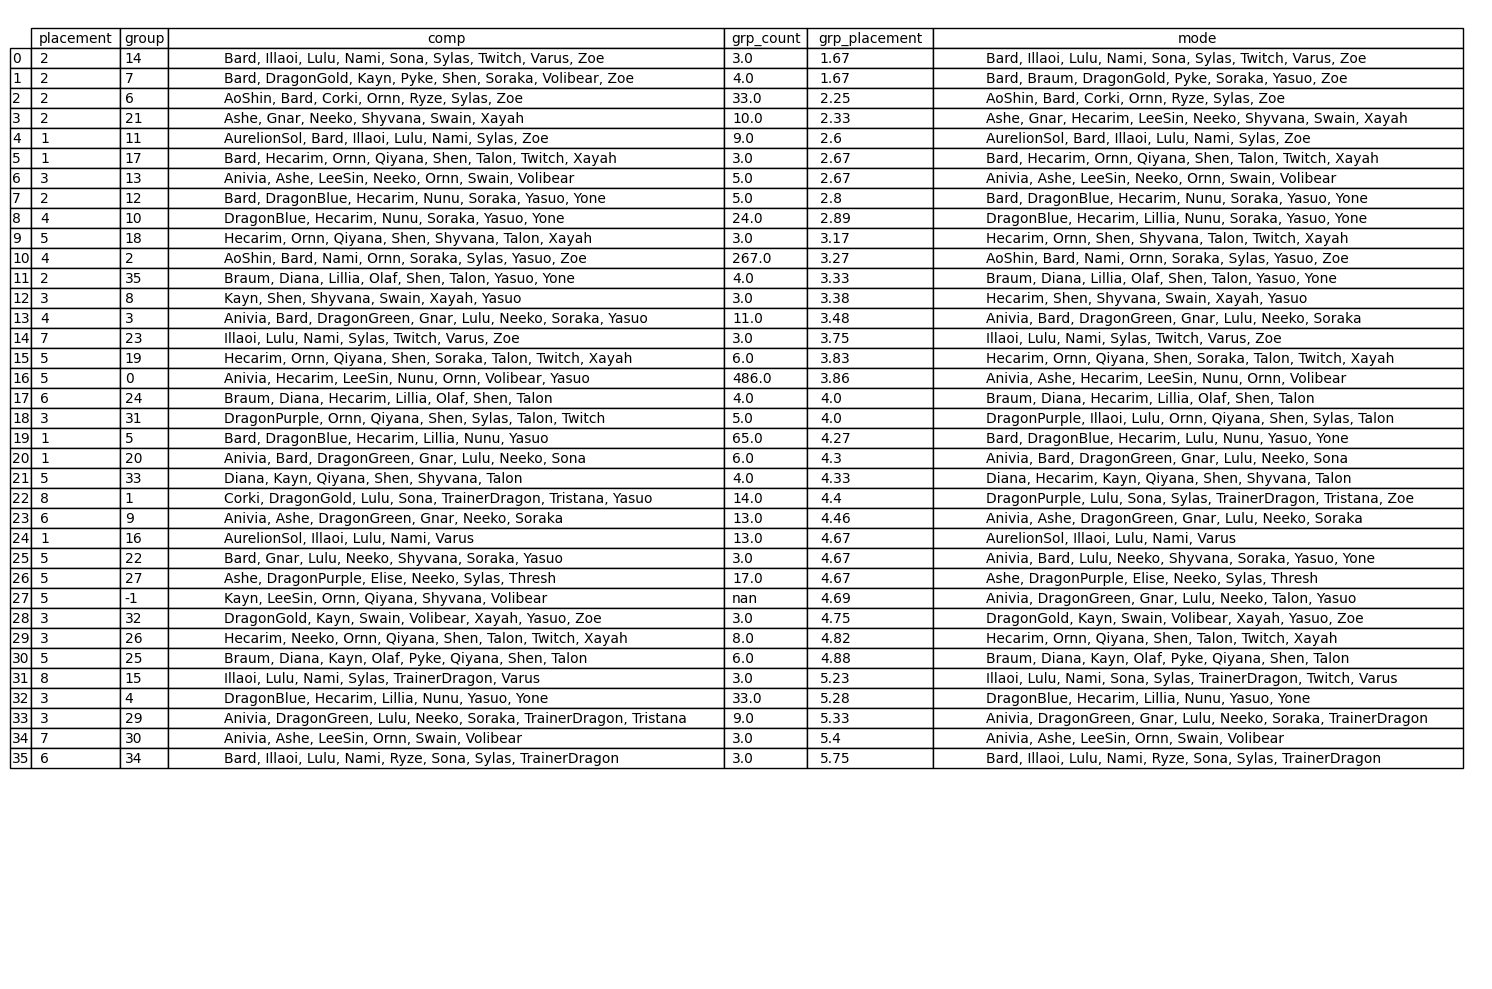 placement group comp grp_count grp_placement mode
0 2 14 Bard, Illaoi, Lulu, Nami, Sona, Sylas, Twitch, Varus, Zoe 3.0 1.67 Bard, Illaoi, Lulu, Nami, Sona, Sylas, Twitch, Varus, Zoe
1 2 7 Bard, DragonGold, Kayn, Pyke, Shen, Soraka, Volibear, Zoe 4.0 1.67 Bard, Braum, DragonGold, Pyke, Soraka, Yasuo, Zoe
2 2 6 AoShin, Bard, Corki, Ornn, Ryze, Sylas, Zoe 33.0 2.25 AoShin, Bard, Corki, Ornn, Ryze, Sylas, Zoe
3 2 21 Ashe, Gnar, Neeko, Shyvana, Swain, Xayah 10.0 2.33 Ashe, Gnar, Hecarim, LeeSin, Neeko, Shyvana, Swain, Xayah
4 1 11 AurelionSol, Bard, Illaoi, Lulu, Nami, Sylas, Zoe 9.0 2.6 AurelionSol, Bard, Illaoi, Lulu, Nami, Sylas, Zoe
5 1 17 Bard, Hecarim, Ornn, Qiyana, Shen, Talon, Twitch, Xayah 3.0 2.67 Bard, Hecarim, Ornn, Qiyana, Shen, Talon, Twitch, Xayah
6 3 13 Anivia, Ashe, LeeSin, Neeko, Ornn, Swain, Volibear 5.0 2.67 Anivia, Ashe, LeeSin, Neeko, Ornn, Swain, Volibear
7 2 12 Bard, DragonBlue, Hecarim, Nunu, Soraka, Yasuo, Yone 5.0 2.8 Bard, DragonBlue, Hecarim, Nunu, Soraka, Yasuo, Yone
8 4 10 DragonBlue, Hecarim, Nunu, Soraka, Yasuo, Yone 24.0 2.89 DragonBlue, Hecarim, Lillia, Nunu, Soraka, Yasuo, Yone
9 5 18 Hecarim, Ornn, Qiyana, Shen, Shyvana, Talon, Xayah 3.0 3.17 Hecarim, Ornn, Shen, Shyvana, Talon, Twitch, Xayah
10 4 2 AoShin, Bard, Nami, Ornn, Soraka, Sylas, Yasuo, Zoe 267.0 3.27 AoShin, Bard, Nami, Ornn, Soraka, Sylas, Yasuo, Zoe
11 2 35 Braum, Diana, Lillia, Olaf, Shen, Talon, Yasuo, Yone 4.0 3.33 Braum, Diana, Lillia, Olaf, Shen, Talon, Yasuo, Yone
12 3 8 Kayn, Shen, Shyvana, Swain, Xayah, Yasuo 3.0 3.38 Hecarim, Shen, Shyvana, Swain, Xayah, Yasuo
13 4 3 Anivia, Bard, DragonGreen, Gnar, Lulu, Neeko, Soraka, Yasuo 11.0 3.48 Anivia, Bard, DragonGreen, Gnar, Lulu, Neeko, Soraka
14 7 23 Illaoi, Lulu, Nami, Sylas, Twitch, Varus, Zoe 3.0 3.75 Illaoi, Lulu, Nami, Sylas, Twitch, Varus, Zoe
15 5 19 Hecarim, Ornn, Qiyana, Shen, Soraka, Talon, Twitch, Xayah 6.0 3.83 Hecarim, Ornn, Qiyana, Shen, Soraka, Talon, Twitch, Xayah
16 5 0 Anivia, Hecarim, LeeSin, Nunu, Ornn, Volibear, Yasuo 486.0 3.86 Anivia, Ashe, Hecarim, LeeSin, Nunu, Ornn, Volibear
17 6 24 Braum, Diana, Hecarim, Lillia, Olaf, Shen, Talon 4.0 4.0 Braum, Diana, Hecarim, Lillia, Olaf, Shen, Talon
18 3 31 DragonPurple, Ornn, Qiyana, Shen, Sylas, Talon, Twitch 5.0 4.0 DragonPurple, Illaoi, Lulu, Ornn, Qiyana, Shen, Sylas, Talon
19 1 5 Bard, DragonBlue, Hecarim, Lillia, Nunu, Yasuo 65.0 4.27 Bard, DragonBlue, Hecarim, Lulu, Nunu, Yasuo, Yone
20 1 20 Anivia, Bard, DragonGreen, Gnar, Lulu, Neeko, Sona 6.0 4.3 Anivia, Bard, DragonGreen, Gnar, Lulu, Neeko, Sona
21 5 33 Diana, Kayn, Qiyana, Shen, Shyvana, Talon 4.0 4.33 Diana, Hecarim, Kayn, Qiyana, Shen, Shyvana, Talon
22 8 1 Corki, DragonGold, Lulu, Sona, TrainerDragon, Tristana, Yasuo 14.0 4.4 DragonPurple, Lulu, Sona, Sylas, TrainerDragon, Tristana, Zoe
23 6 9 Anivia, Ashe, DragonGreen, Gnar, Neeko, Soraka 13.0 4.46 Anivia, Ashe, DragonGreen, Gnar, Lulu, Neeko, Soraka
24 1 16 AurelionSol, Illaoi, Lulu, Nami, Varus 13.0 4.67 AurelionSol, Illaoi, Lulu, Nami, Varus
25 5 22 Bard, Gnar, Lulu, Neeko, Shyvana, Soraka, Yasuo 3.0 4.67 Anivia, Bard, Lulu, Neeko, Shyvana, Soraka, Yasuo, Yone
26 5 27 Ashe, DragonPurple, Elise, Neeko, Sylas, Thresh 17.0 4.67 Ashe, DragonPurple, Elise, Neeko, Sylas, Thresh
27 5 -1 Kayn, LeeSin, Ornn, Qiyana, Shyvana, Volibear nan 4.69 Anivia, DragonGreen, Gnar, Lulu, Neeko, Talon, Yasuo
28 3 32 DragonGold, Kayn, Swain, Volibear, Xayah, Yasuo, Zoe 3.0 4.75 DragonGold, Kayn, Swain, Volibear, Xayah, Yasuo, Zoe
29 3 26 Hecarim, Neeko, Ornn, Qiyana, Shen, Talon, Twitch, Xayah 8.0 4.82 Hecarim, Ornn, Qiyana, Shen, Talon, Twitch, Xayah
30 5 25 Braum, Diana, Kayn, Olaf, Pyke, Qiyana, Shen, Talon 6.0 4.88 Braum, Diana, Kayn, Olaf, Pyke, Qiyana, Shen, Talon
31 8 15 Illaoi, Lulu, Nami, Sylas, TrainerDragon, Varus 3.0 5.23 Illaoi, Lulu, Nami, Sona, Sylas, TrainerDragon, Twitch, Varus
32 3 4 DragonBlue, Hecarim, Lillia, Nunu, Yasuo, Yone 33.0 5.28 DragonBlue, Hecarim, Lillia, Nunu, Yasuo, Yone
33 3 29 Anivia, DragonGreen, Lulu, Neeko, Soraka, TrainerDragon, Tristana 9.0 5.33 Anivia, DragonGreen, Gnar, Lulu, Neeko, Soraka, TrainerDragon
34 7 30 Anivia, Ashe, LeeSin, Ornn, Swain, Volibear 3.0 5.4 Anivia, Ashe, LeeSin, Ornn, Swain, Volibear
35 6 34 Bard, Illaoi, Lulu, Nami, Ryze, Sona, Sylas, TrainerDragon 3.0 5.75 Bard, Illaoi, Lulu, Nami, Ryze, Sona, Sylas, TrainerDragon